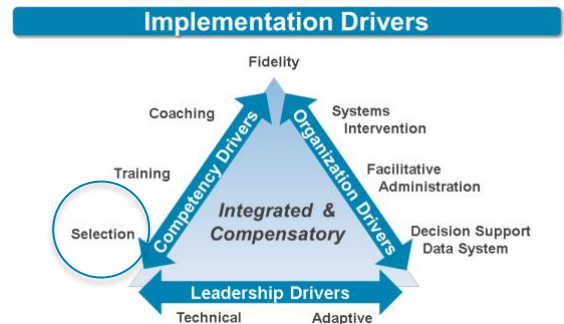 Implementation Drivers
Fidelity
Coaching
Systems
Intervention
Competency Drivers
Organization Drivers
Training
Facilitative
Administration
Integrated &
Compensatory
Selection
Decision Support
Data System
Leadership Drivers
Technical
Adaptive